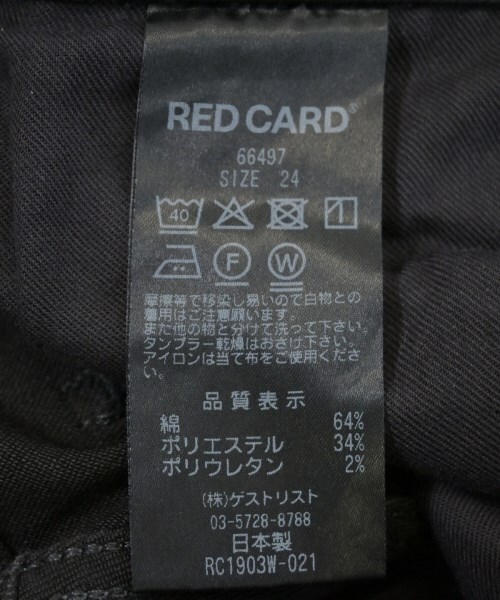 RED CARD®
66497
SIZE 24
40
F W
摩擦等で移染し易いので白物との
着用はご注意願います。
また他の物と分けて洗って下さい。
タンブラー乾燥はおさけ下さい。
アイロンは当て布をご使用くださ
い。
品質表示
綿 64%
ポリエステル 34%
ポリウレタン 2%
(株)ゲストリスト
03-5728-8788
日本製
RC1903W-021